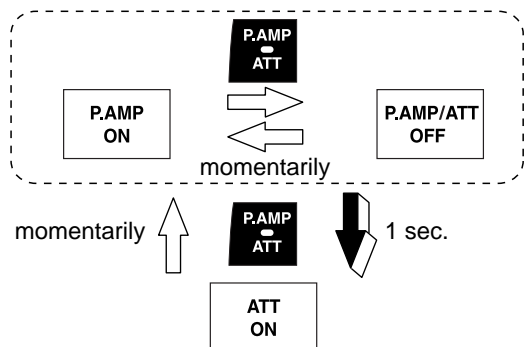 P.AMP
ATT
P.AMP
ON
P.AMP/ATT
OFF
momentarily
momentarily
P.AMP
ATT
1 sec.
ATT
ON